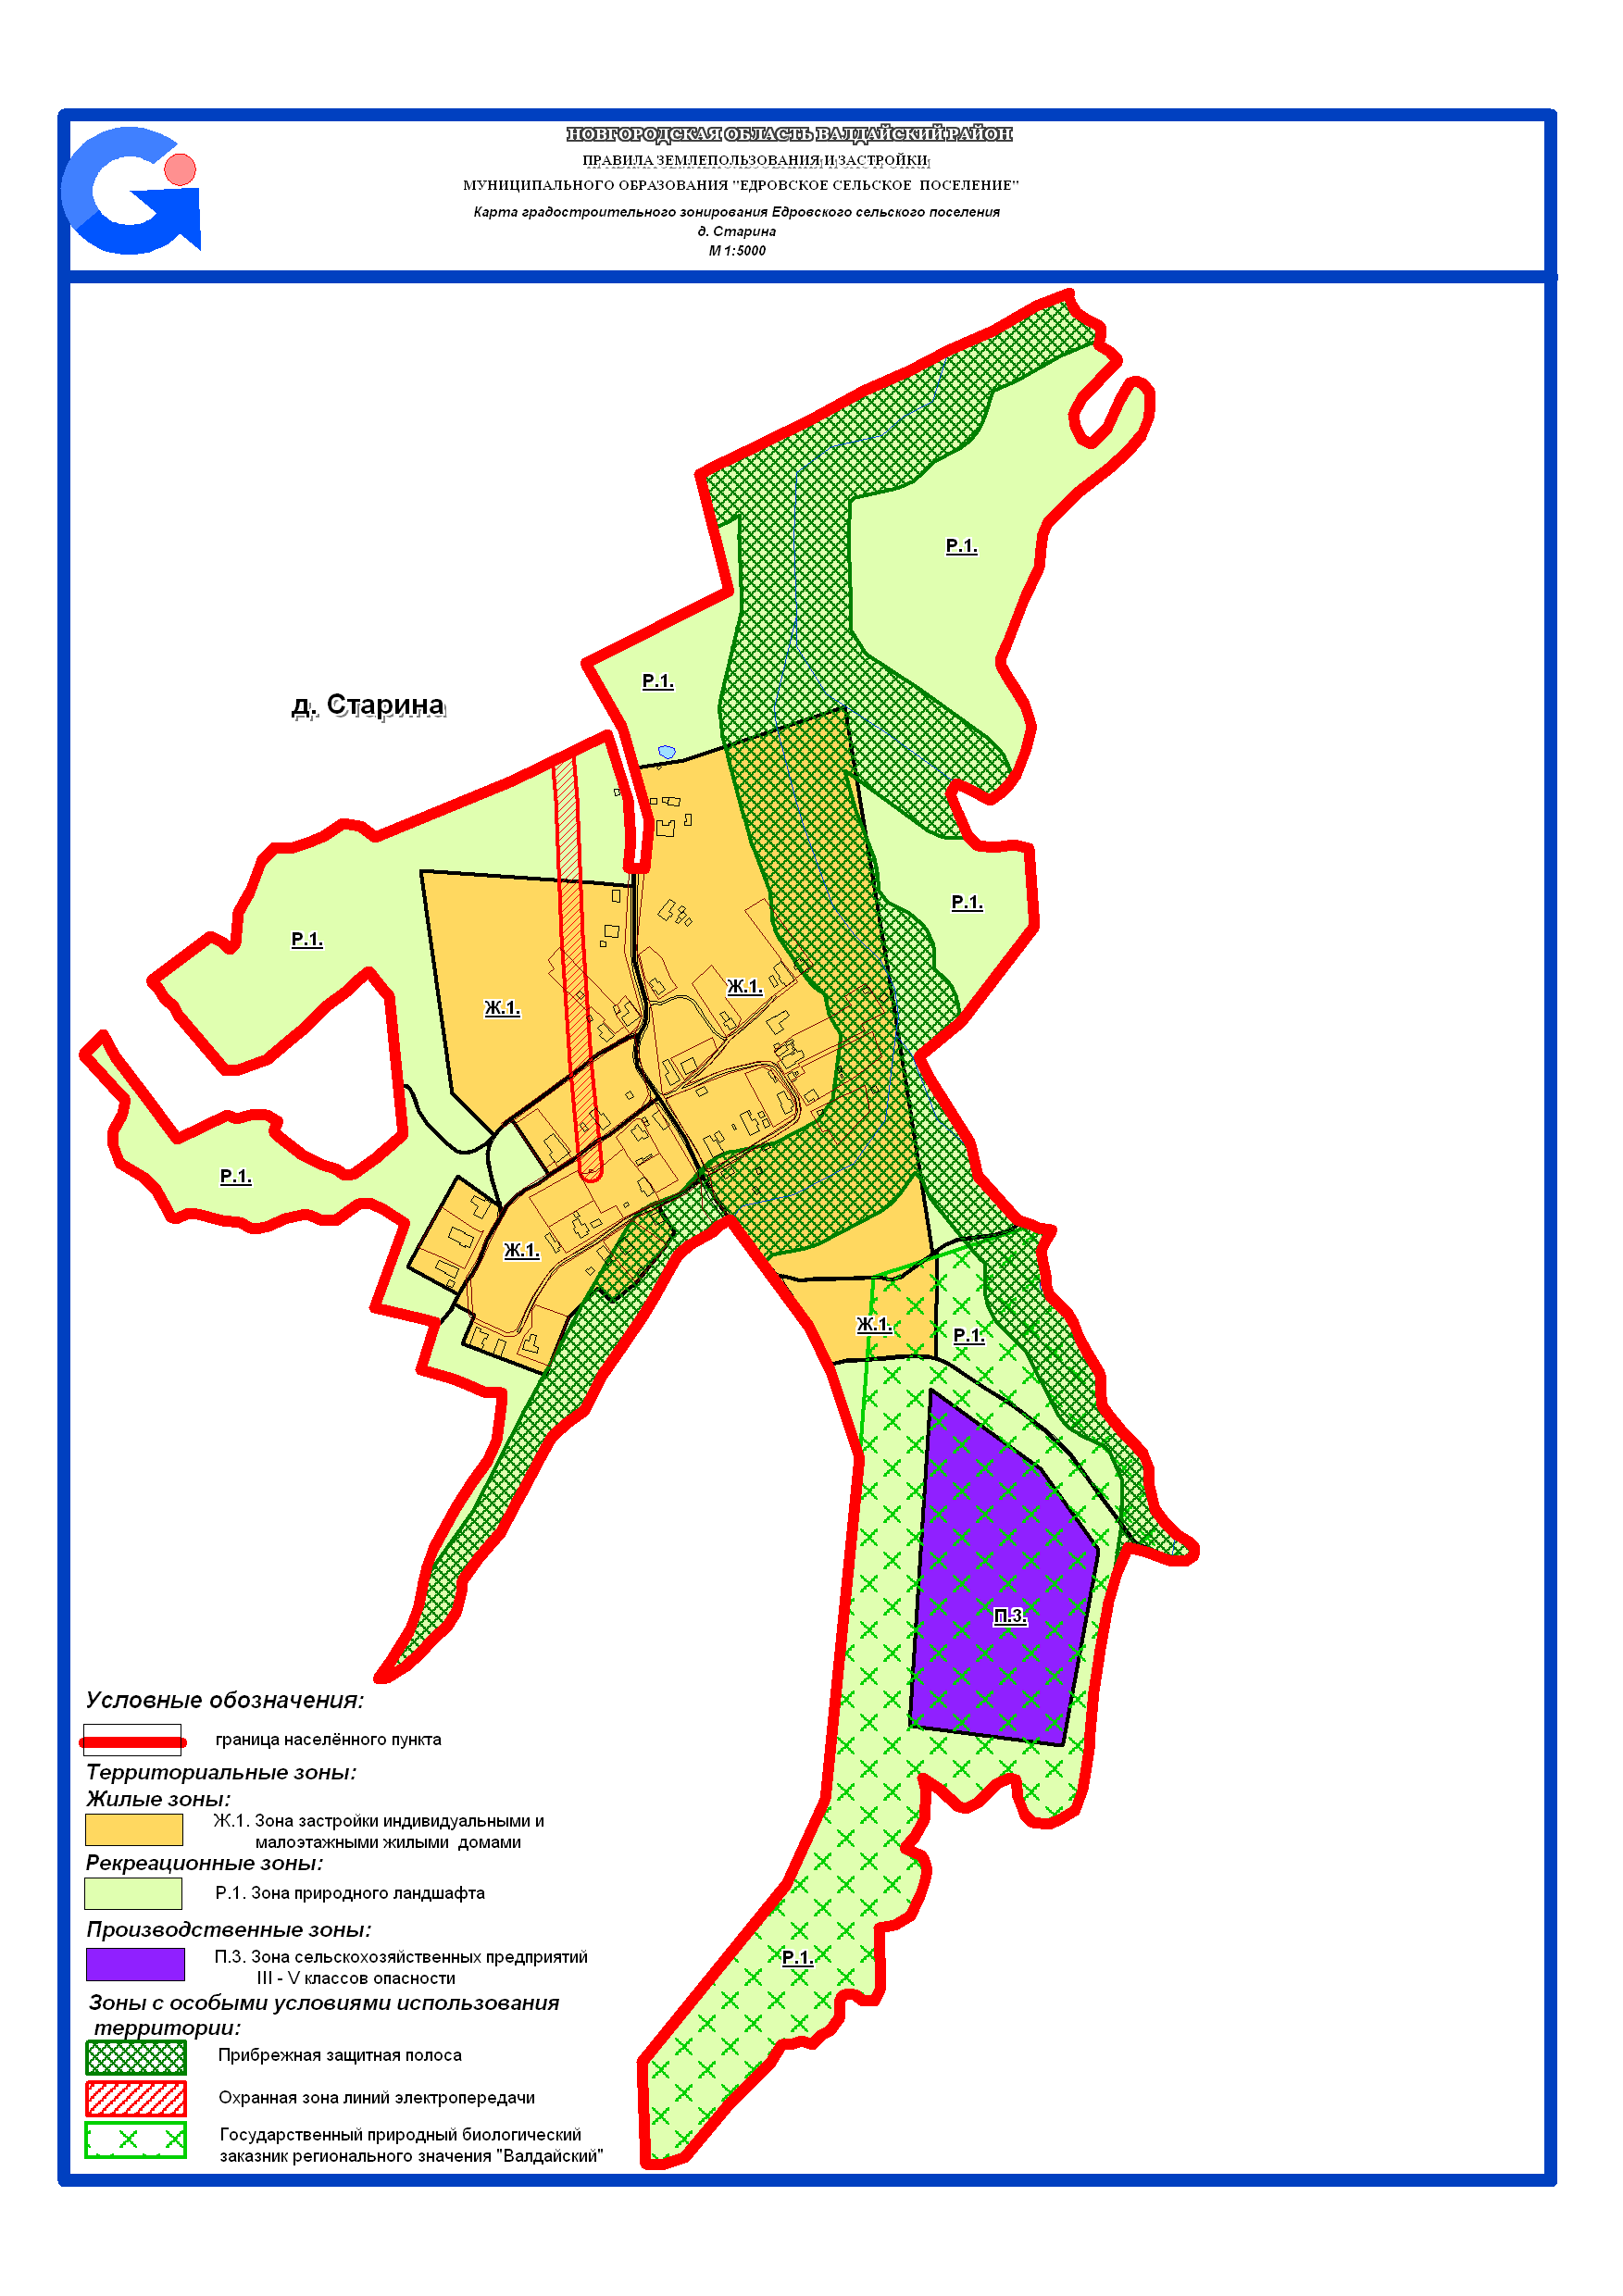 НОВГОРОДСКАЯ ОБЛАСТЬ ВАЛДАЙСКИЙ РАЙОН
ПРАВИЛА ЗЕМЛЕПОЛЬЗОВАНИЯ И ЗАСТРОЙКИ
МУНИЦИПАЛЬНОГО ОБРАЗОВАНИЯ "ЕДРОВСКОЕ СЕЛЬСКОЕ ПОСЕЛЕНИЕ"
Карта градостроительного зонирования Едровского сельского поселения
д. Старина
М 1:5000
Р.1.
Р.1.
д. Старина
Р.1.
Р.1.
Ж.1.
Ж.1.
Р.1.
Ж.1.
Ж.1.
Р.1.
П.3.
Р.1.
Условные обозначения:
граница населённого пункта
Территориальные зоны:
Жилые зоны:
Ж.1. Зона застройки индивидуальными и
малоэтажными жилыми домами
Рекреационные зоны:
Р.1. Зона природного ландшафта
Производственные зоны:
П.3. Зона сельскохозяйственных предприятий
III - V классов опасности
Зоны с особыми условиями использования
территории:
Прибрежная защитная полоса
Охранная зона линий электропередачи
Государственный природный биологический
заказник регионального значения "Валдайский"